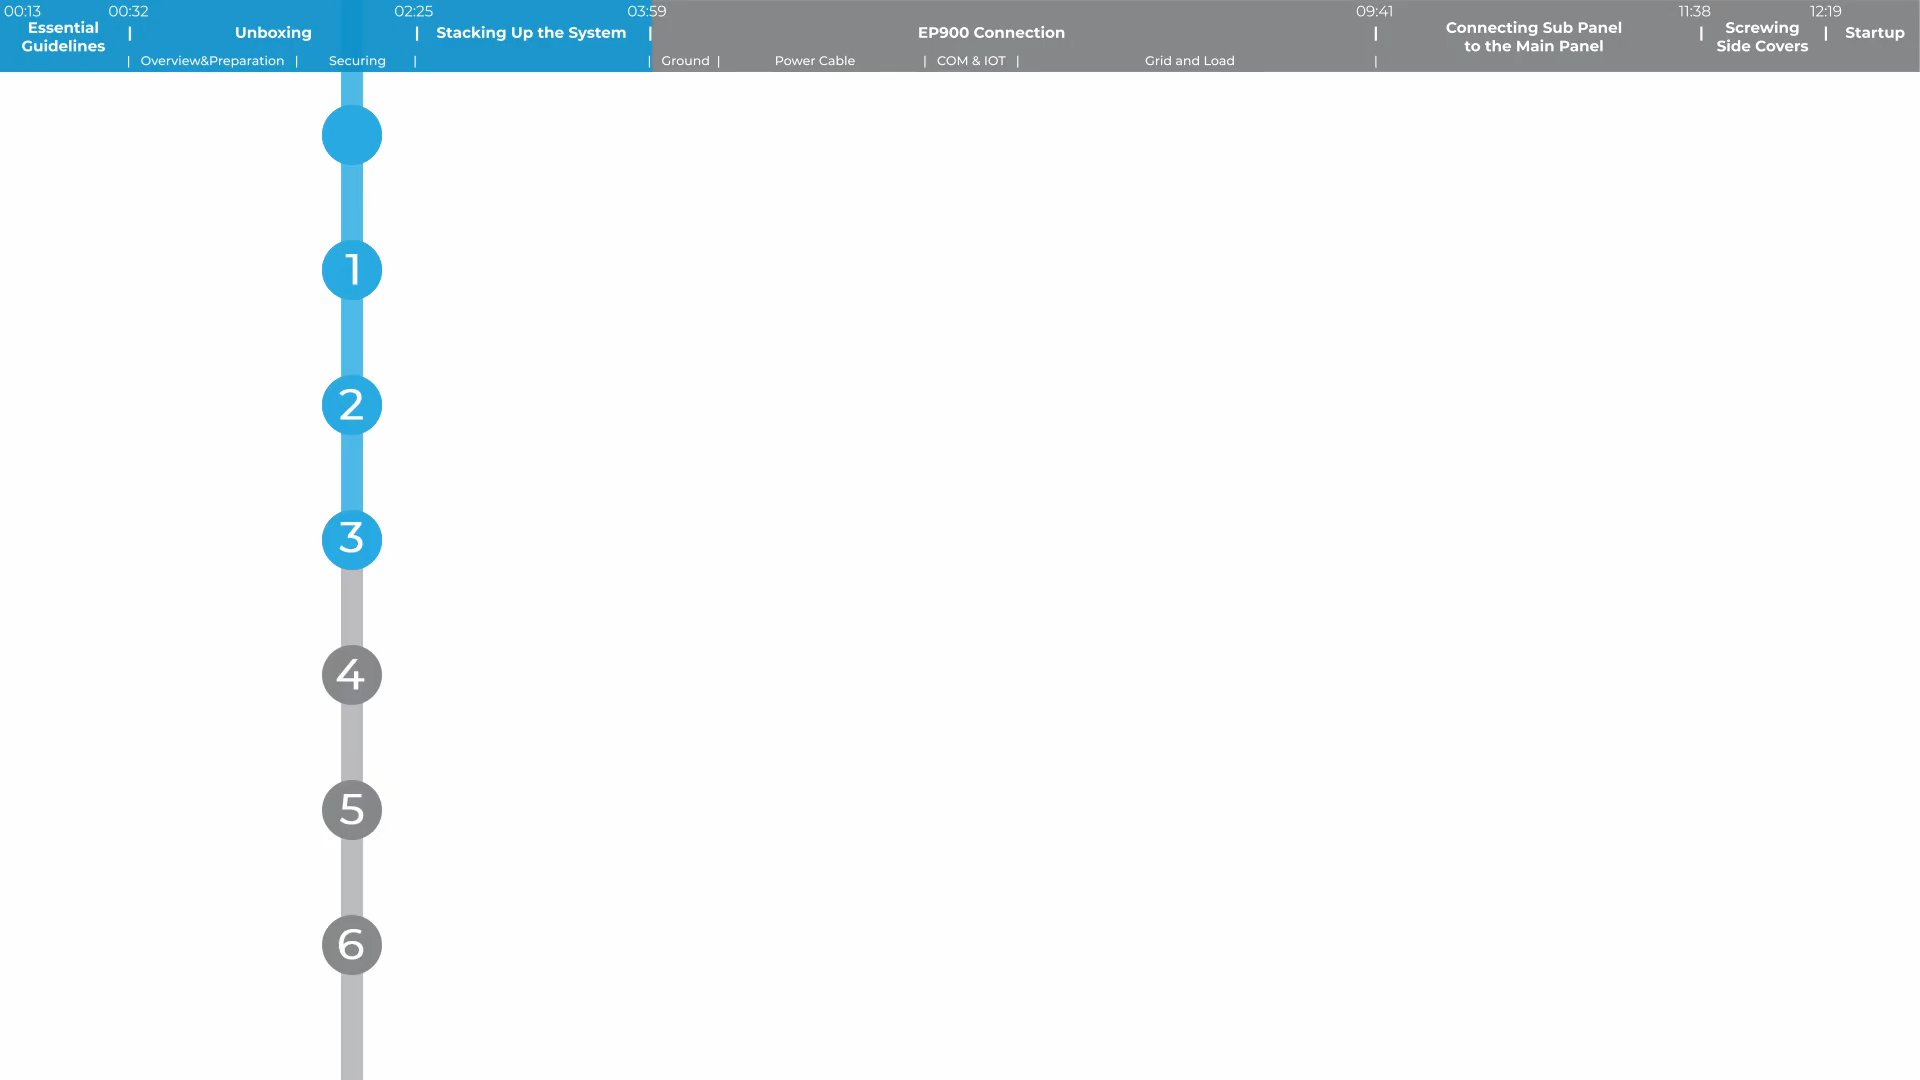 00:13 00:32 02:25 03:59 09:41 11:38 12:19
Essential
Guidelines
| Unboxing | Stacking Up the System | EP900 Connection | Connecting Sub Panel
to the Main Panel
| Screwing
Side Covers
| Startup
| Overview&Preparation | Securing | | Ground | Power Cable | COM & IOT | Grid and Load |
1
2
3
4
5
6